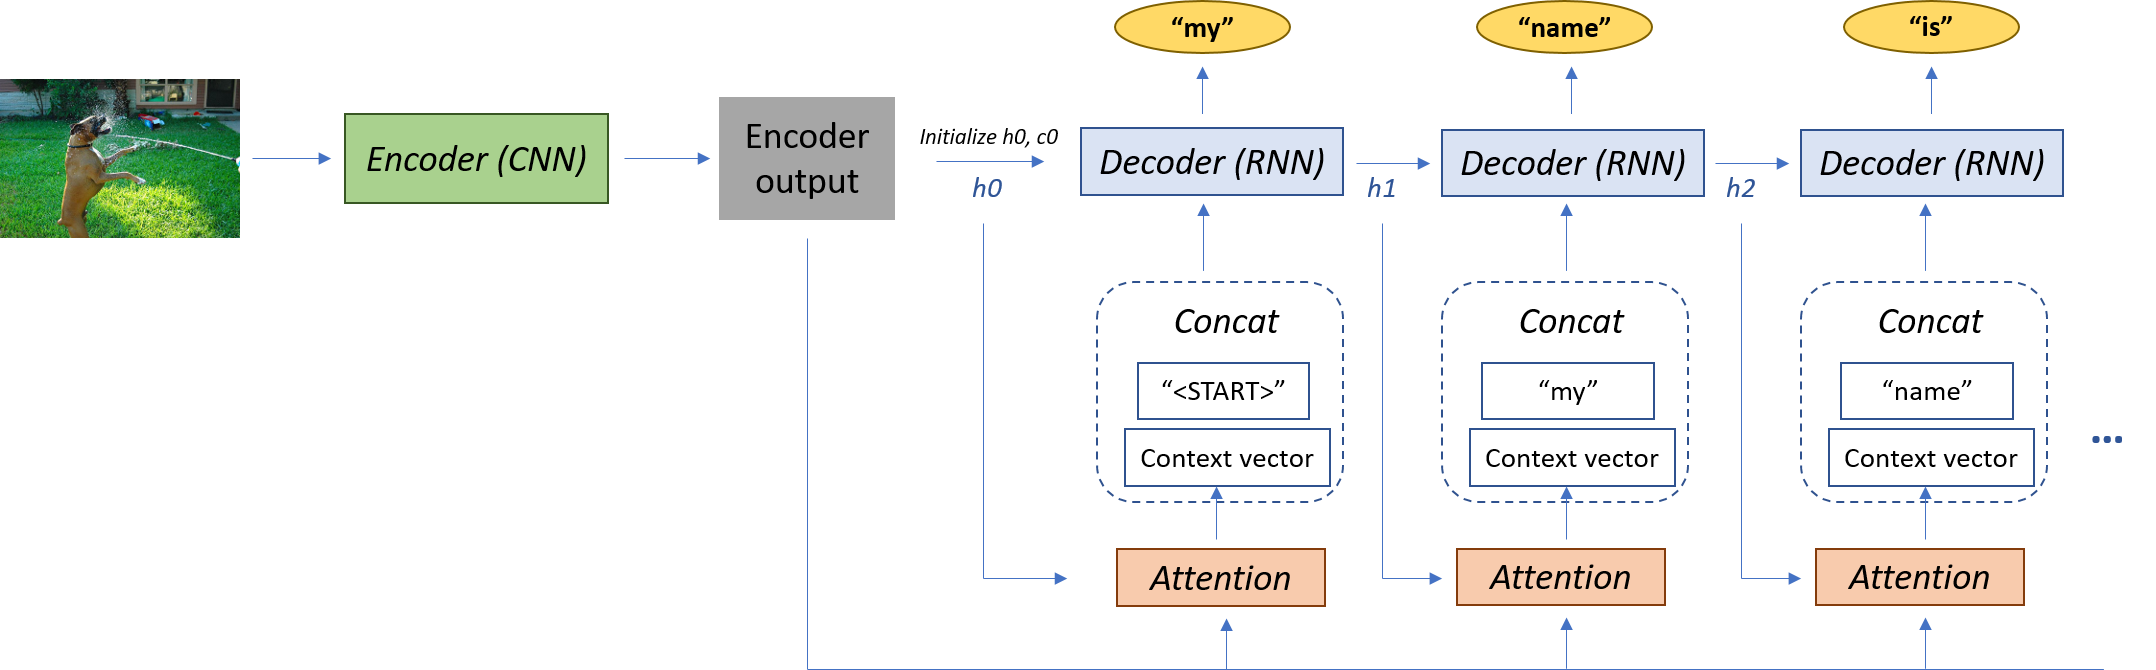 “my”
“name”
“is”
Encoder (CNN)
Encoder
output
Initialize h0, c0
h0
Decoder (RNN)
h1
Decoder (RNN)
h2
Decoder (RNN)
Concat
“<START>”
Context vector
Concat
“my”
Context vector
Concat
“name”
Context vector
...
Attention
Attention
Attention